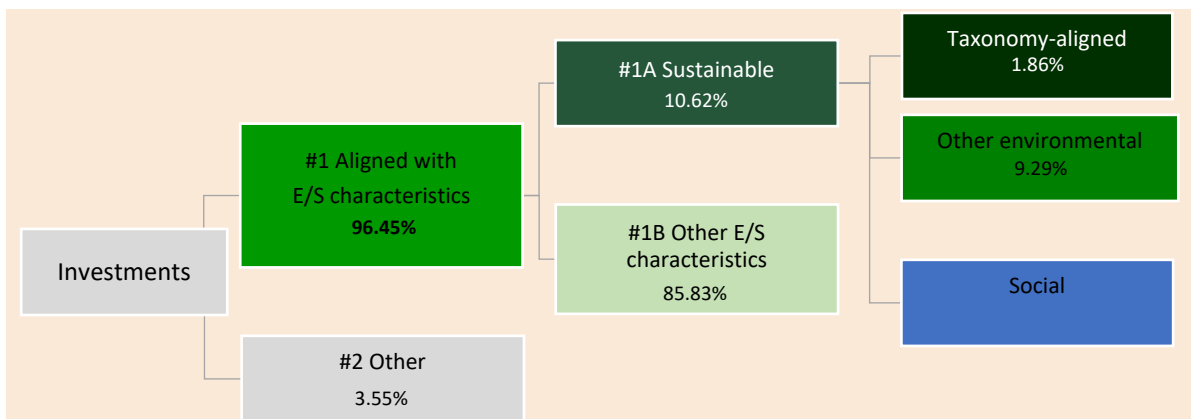 Investments
#1 Aligned with
E/S characteristics
96.45%
#2 Other
3.55%
#1A Sustainable
10.62%
#1B Other E/S
characteristics
85.83%
Taxonomy-aligned
1.86%
Other environmental
9.29%
Social